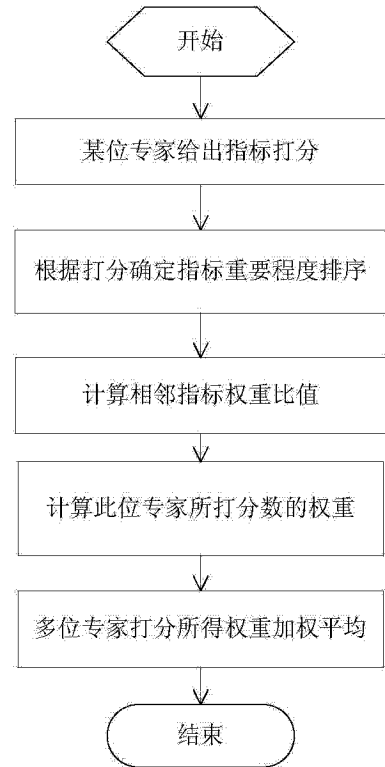 开始
某位专家给出指标打分
根据打分确定指标重要程度排序
计算相邻指标权重比值
计算此位专家所打分数的权重
多位专家打分所得权重加权平均
结束